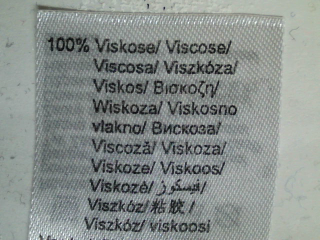 100% Viskose/ Viscose/
Viscosa/ Viszkóza/
Viskos/ Βισκοζη/
Wiskoza/ Viskosno
vlakno/ Вискоза/
Viscoză/ Viskoza/
Viskoze/ Viskoos/
Viskozė/ فيسكوز/
Viszkóz/ 粘胶 /
Viszkóz/ viskoosi